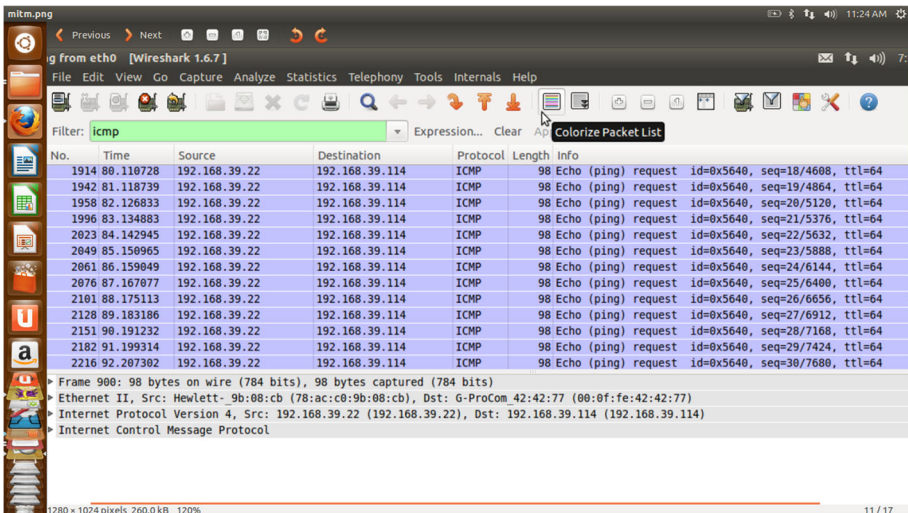 mitm.png 11:24 AM
Previous Next
g from eth0 [Wireshark 1.6.7 ] 7:
File Edit View Go Capture Analyze Statistics Telephony Tools Internals Help
Filter: icmp Expression... Clear Ap Colorize Packet List
No. Time Source Destination Protocol Length Info
1914 80.110728 192.168.39.22 192.168.39.114 ICMP 98 Echo (ping) request id=0x5640, seq=18/4608, ttl=64
1942 81.118739 192.168.39.22 192.168.39.114 ICMP 98 Echo (ping) request id=0x5640, seq=19/4864, ttl=64
1958 82.126833 192.168.39.22 192.168.39.114 ICMP 98 Echo (ping) request id=0x5640, seq=20/5120, ttl=64
1996 83.134883 192.168.39.22 192.168.39.114 ICMP 98 Echo (ping) request id=0x5640, seq=21/5376, ttl=64
2023 84.142945 192.168.39.22 192.168.39.114 ICMP 98 Echo (ping) request id=0x5640, seq=22/5632, ttl=64
2049 85.150965 192.168.39.22 192.168.39.114 ICMP 98 Echo (ping) request id=0x5640, seq=23/5888, ttl=64
2061 86.159049 192.168.39.22 192.168.39.114 ICMP 98 Echo (ping) request id=0x5640, seq=24/6144, ttl=64
2076 87.167077 192.168.39.22 192.168.39.114 ICMP 98 Echo (ping) request id=0x5640, seq=25/6400, ttl=64
2101 88.175113 192.168.39.22 192.168.39.114 ICMP 98 Echo (ping) request id=0x5640, seq=26/6656, ttl=64
2128 89.183186 192.168.39.22 192.168.39.114 ICMP 98 Echo (ping) request id=0x5640, seq=27/6912, ttl=64
2151 90.191232 192.168.39.22 192.168.39.114 ICMP 98 Echo (ping) request id=0x5640, seq=28/7168, ttl=64
2182 91.199314 192.168.39.22 192.168.39.114 ICMP 98 Echo (ping) request id=0x5640, seq=29/7424, ttl=64
2216 92.207302 192.168.39.22 192.168.39.114 ICMP 98 Echo (ping) request id=0x5640, seq=30/7680, ttl=64
Frame 900: 98 bytes on wire (784 bits), 98 bytes captured (784 bits)
Ethernet II, Src: Hewlett-_9b:08:cb (78:ac:c0:9b:08:cb), Dst: G-ProCom_42:42:77 (00:0f:fe:42:42:77)
Internet Protocol Version 4, Src: 192.168.39.22 (192.168.39.22), Dst: 192.168.39.114 (192.168.39.114)
Internet Control Message Protocol
1280 × 1024 pixels 260.0 kB 120% 11 / 17